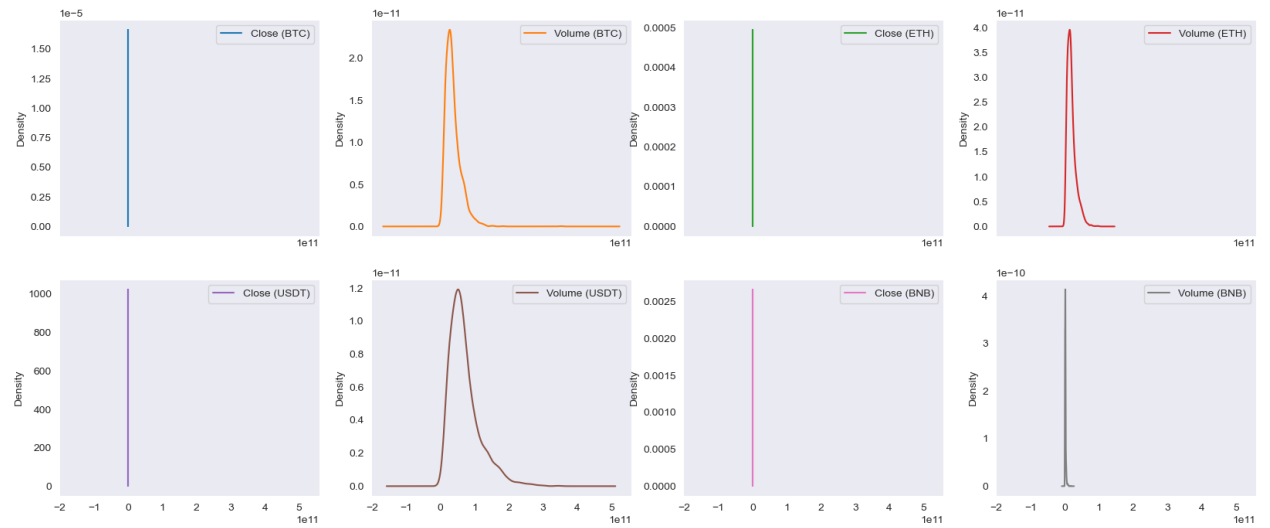 1e−5
Close (BTC)
1.50
1.25
1.00
0.75
0.50
0.25
0.00
Density
1e11
1e−11
Volume (BTC)
2.0
1.5
1.0
0.5
0.0
Density
1e11
Close (ETH)
0.0005
0.0004
0.0003
0.0002
0.0001
0.0000
Density
1e11
1e−11
Volume (ETH)
4.0
3.5
3.0
2.5
2.0
1.5
1.0
0.5
0.0
Density
1e11
Close (USDT)
1000
800
600
400
200
0
Density
−2 −1 0 1 2 3 4 5
1e11
1e−11
Volume (USDT)
1.2
1.0
0.8
0.6
0.4
0.2
0.0
Density
−2 −1 0 1 2 3 4 5
1e11
Close (BNB)
0.0025
0.0020
0.0015
0.0010
0.0005
0.0000
Density
−2 −1 0 1 2 3 4 5
1e11
1e−10
Volume (BNB)
4
3
2
1
0
Density
−2 −1 0 1 2 3 4 5
1e11